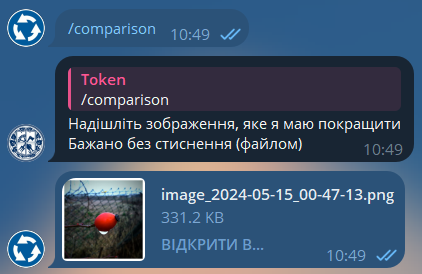 /comparison
10:49
Token
/comparison
Надішліть зображення, яке я маю покращити
Бажано без стиснення (файлом)
10:49
image_2024-05-15_00-47-13.png
331.2 KB
ВІДКРИТИ В...
10:49